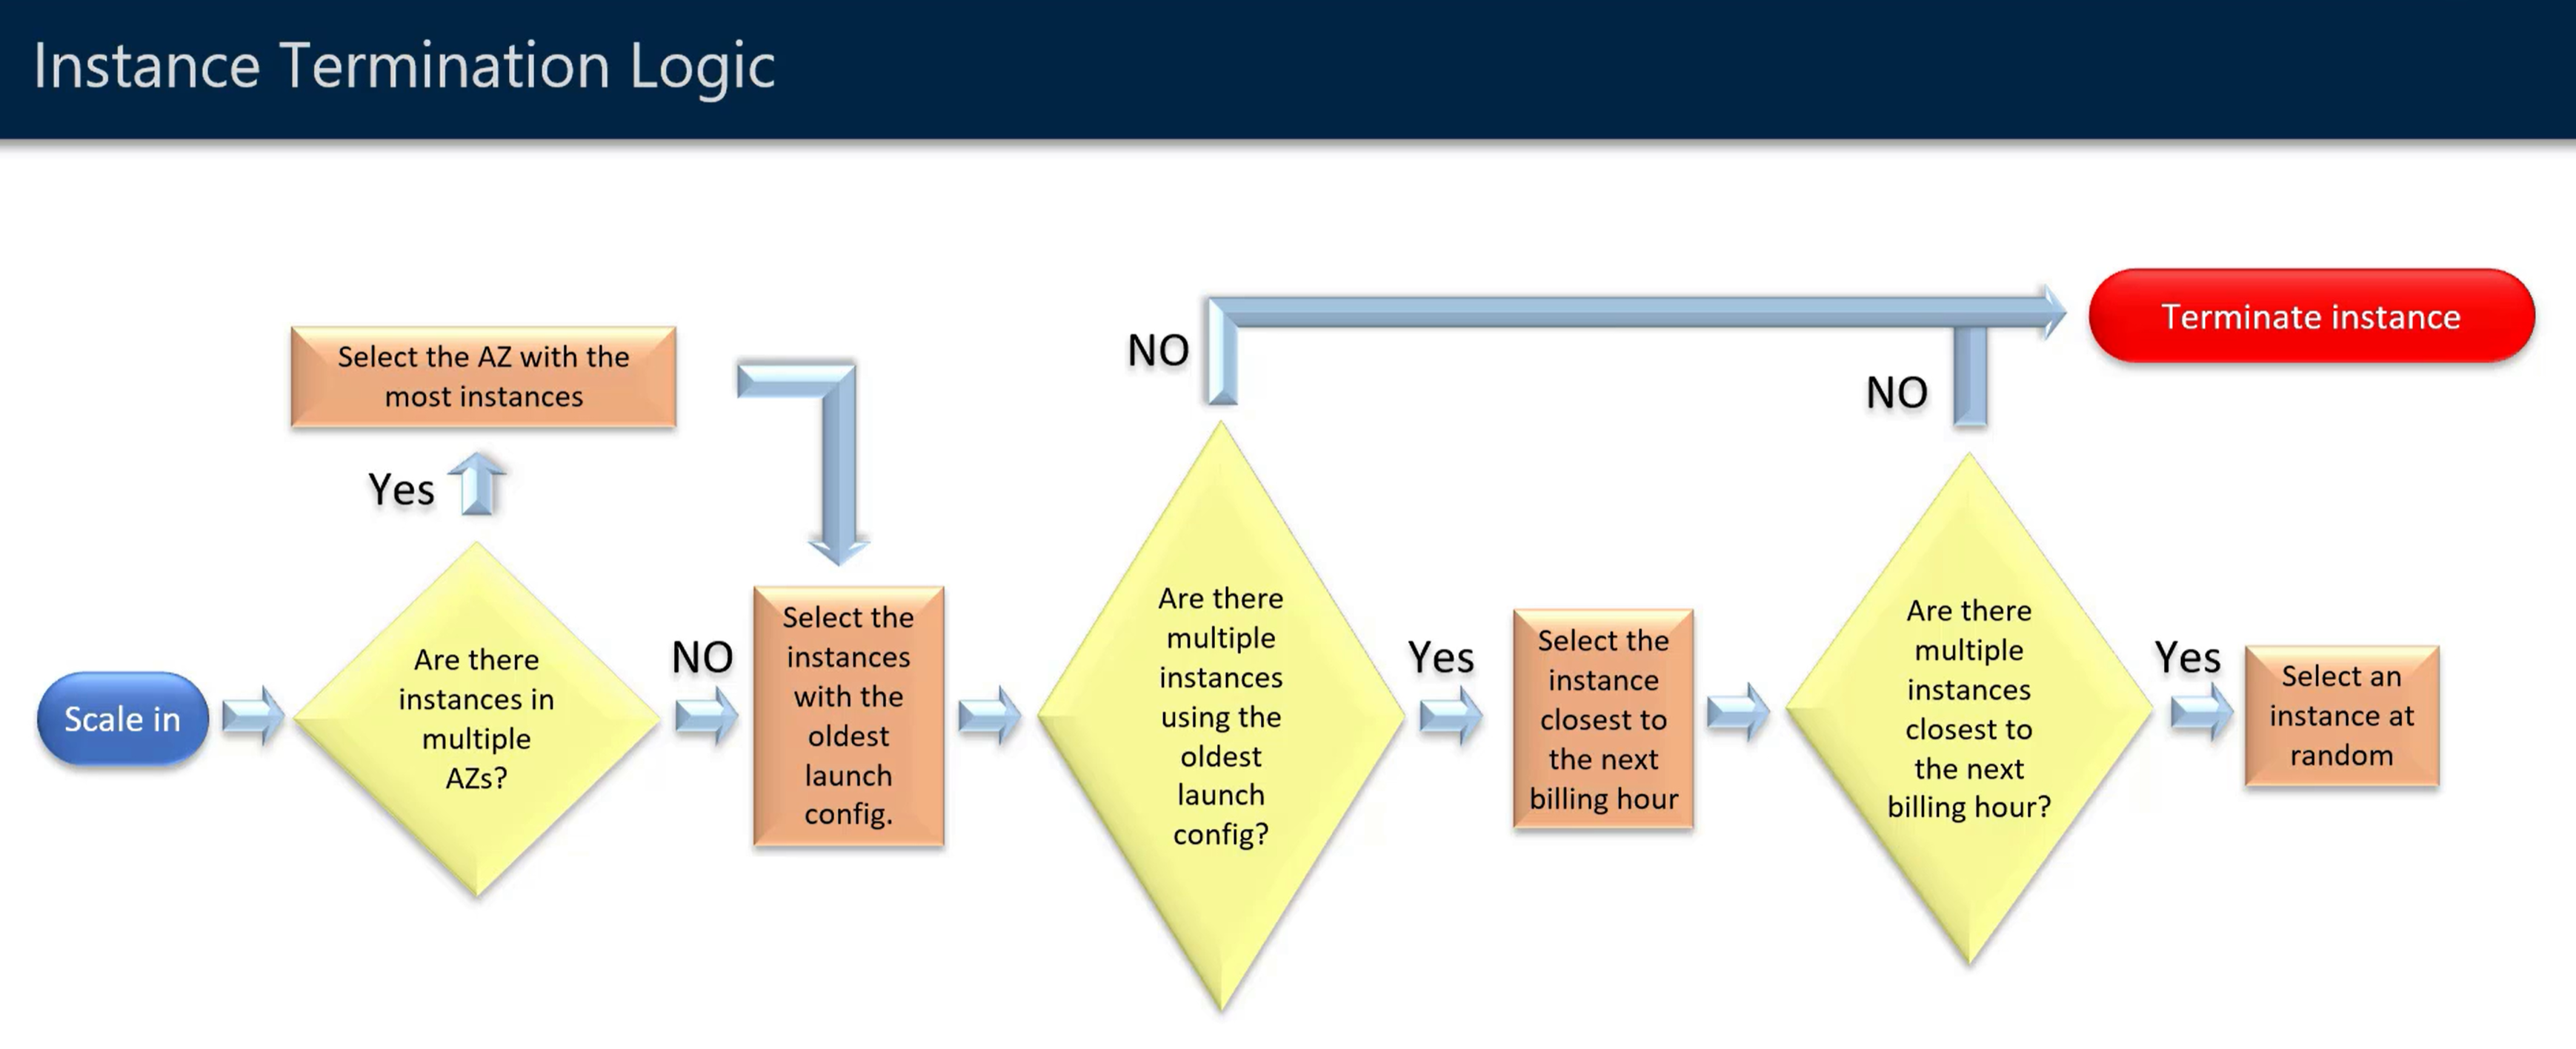 Instance Termination Logic
Scale in
Are there
instances in
multiple
AZs?
Yes
Select the AZ with the
most instances
NO
Select the
instances
with the
oldest
launch
config.
Are there
multiple
instances
using the
oldest
launch
config?
NO
Yes
Select the
instance
closest to
the next
billing hour
Are there
multiple
instances
closest to
the next
billing hour?
NO
Terminate instance
Yes
Select an
instance at
random